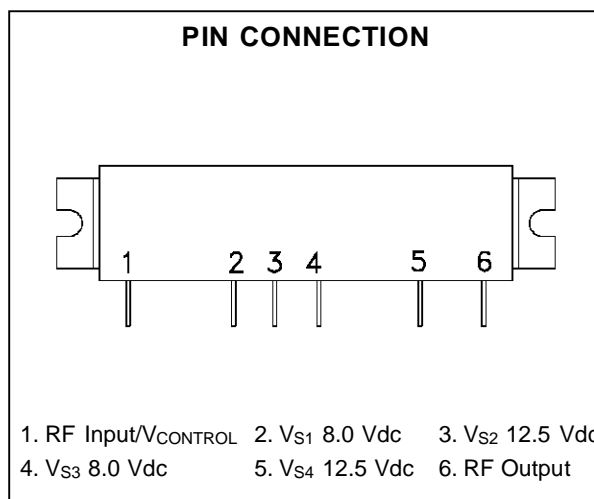 PIN CONNECTION
1 2 3 4 5 6
1. RF Input/VCONTROL 2. VS1 8.0 Vdc 3. VS2 12.5 Vdc
4. VS3 8.0 Vdc 5. VS4 12.5 Vdc 6. RF Output